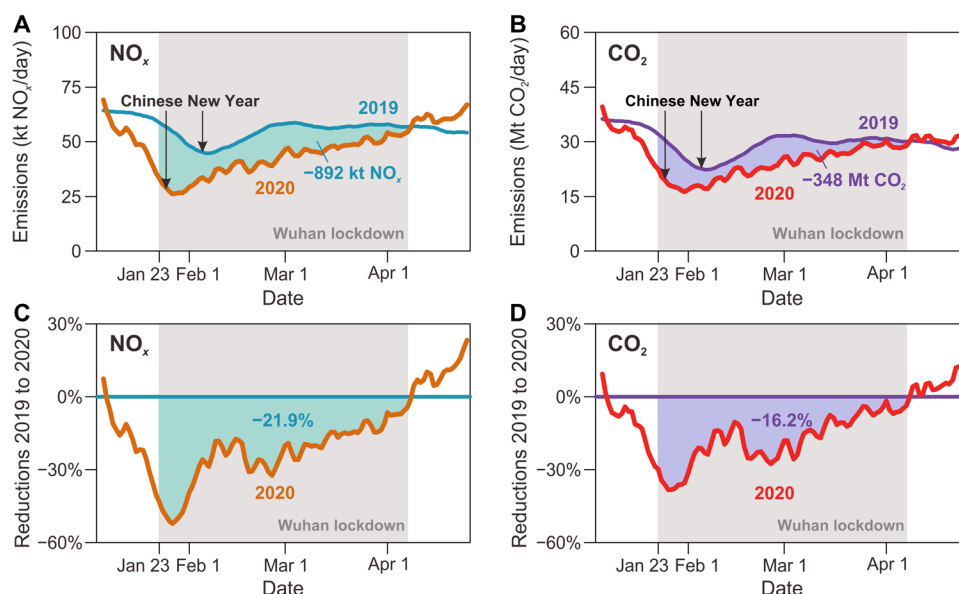 A
NOₓ
Emissions (kt NOₓ/day)
100
75
50
25
0
Chinese New Year
2019
−892 kt NOₓ
2020
Wuhan lockdown
Jan 23 Feb 1 Mar 1 Apr 1
Date
B
CO₂
Emissions (Mt CO₂/day)
60
45
30
15
0
Chinese New Year
2019
−348 Mt CO₂
2020
Wuhan lockdown
Jan 23 Feb 1 Mar 1 Apr 1
Date
C
NOₓ
Reductions 2019 to 2020
30%
0%
−30%
−60%
−21.9%
2020
Wuhan lockdown
Jan 23 Feb 1 Mar 1 Apr 1
Date
D
CO₂
Reductions 2019 to 2020
30%
0%
−30%
−60%
−16.2%
2020
Wuhan lockdown
Jan 23 Feb 1 Mar 1 Apr 1
Date